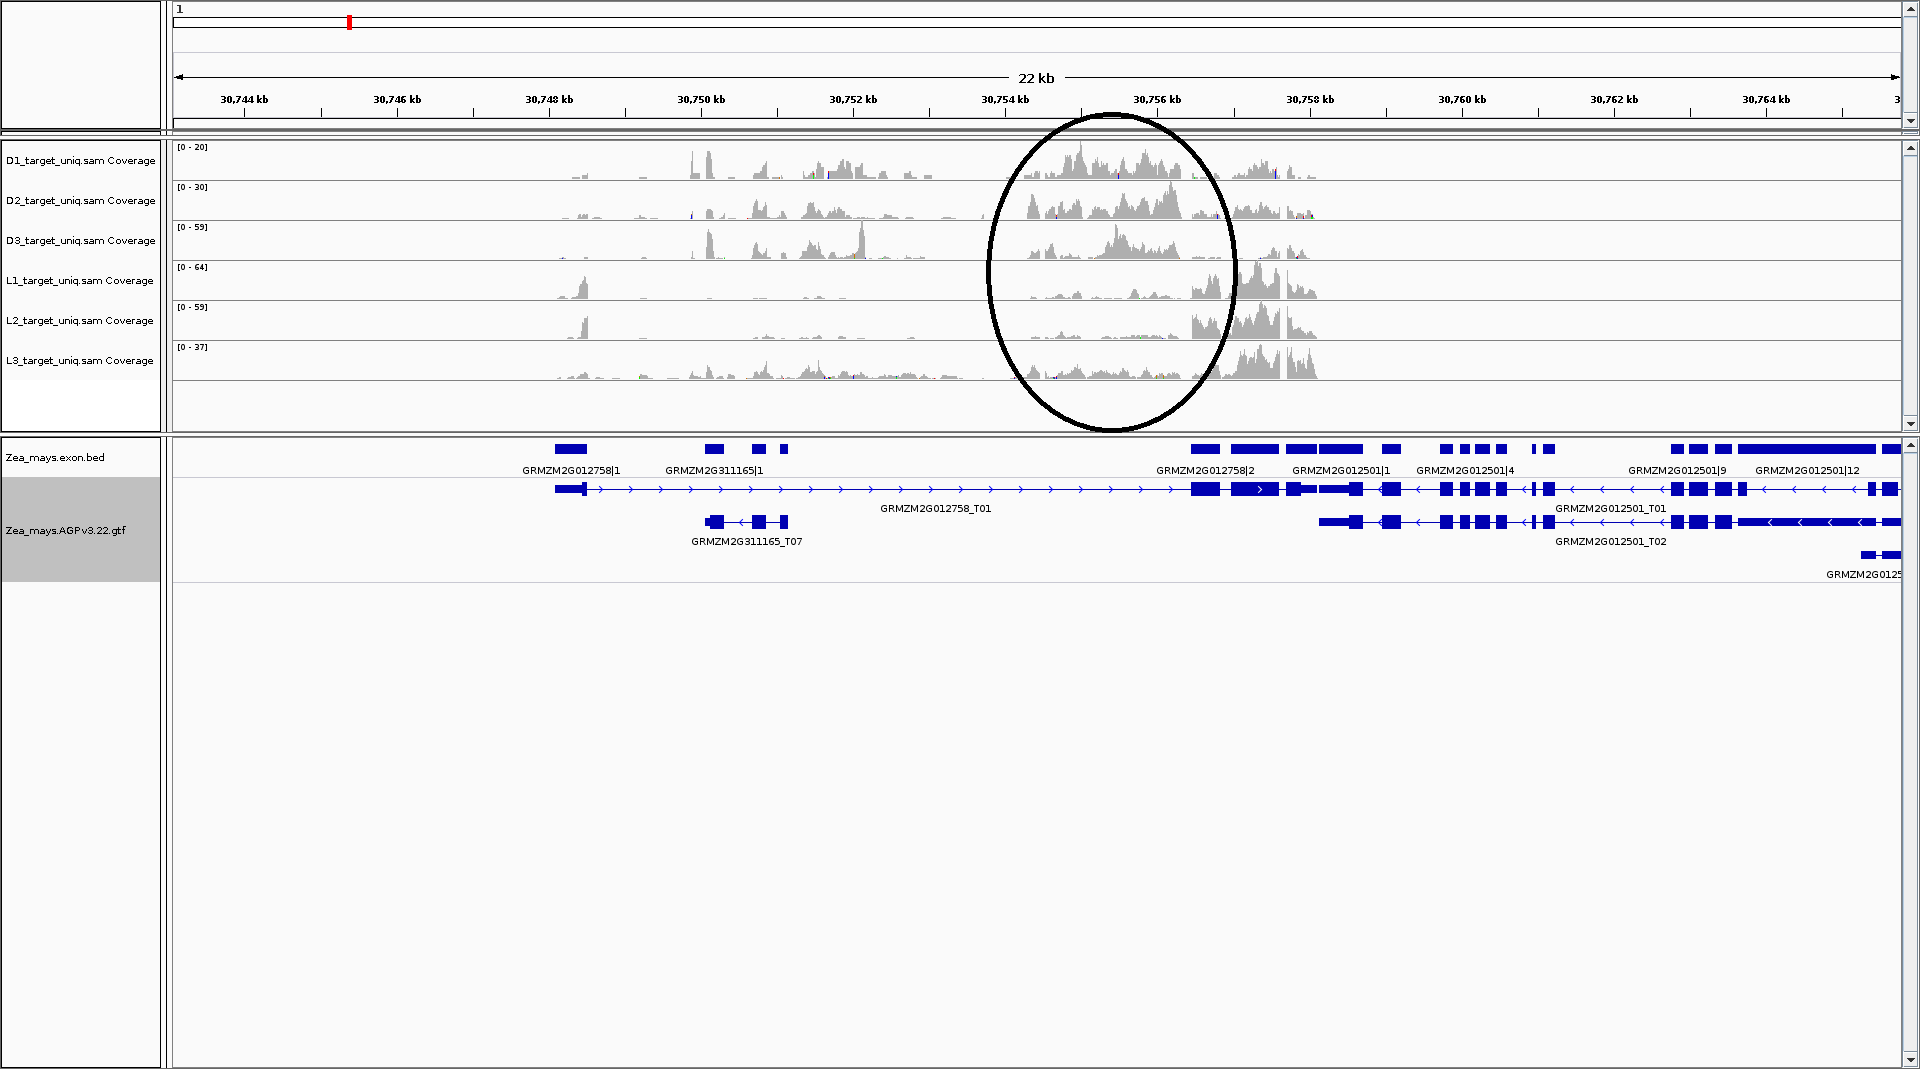 1
22 kb
30,744 kb 30,746 kb 30,748 kb 30,750 kb 30,752 kb 30,754 kb 30,756 kb 30,758 kb 30,760 kb 30,762 kb 30,764 kb 3
D1_target_uniq.sam Coverage [0 - 20]
D2_target_uniq.sam Coverage [0 - 30]
D3_target_uniq.sam Coverage [0 - 59]
L1_target_uniq.sam Coverage [0 - 64]
L2_target_uniq.sam Coverage [0 - 59]
L3_target_uniq.sam Coverage [0 - 37]
Zea_mays.exon.bed
GRMZM2G012758|1 GRMZM2G311165|1 GRMZM2G012758|2 GRMZM2G012501|1 GRMZM2G012501|4 GRMZM2G012501|9 GRMZM2G012501|12
GRMZM2G012758_T01 GRMZM2G012501_T01
Zea_mays.AGPv3.22.gtf
GRMZM2G311165_T07 GRMZM2G012501_T02
GRMZM2G0125